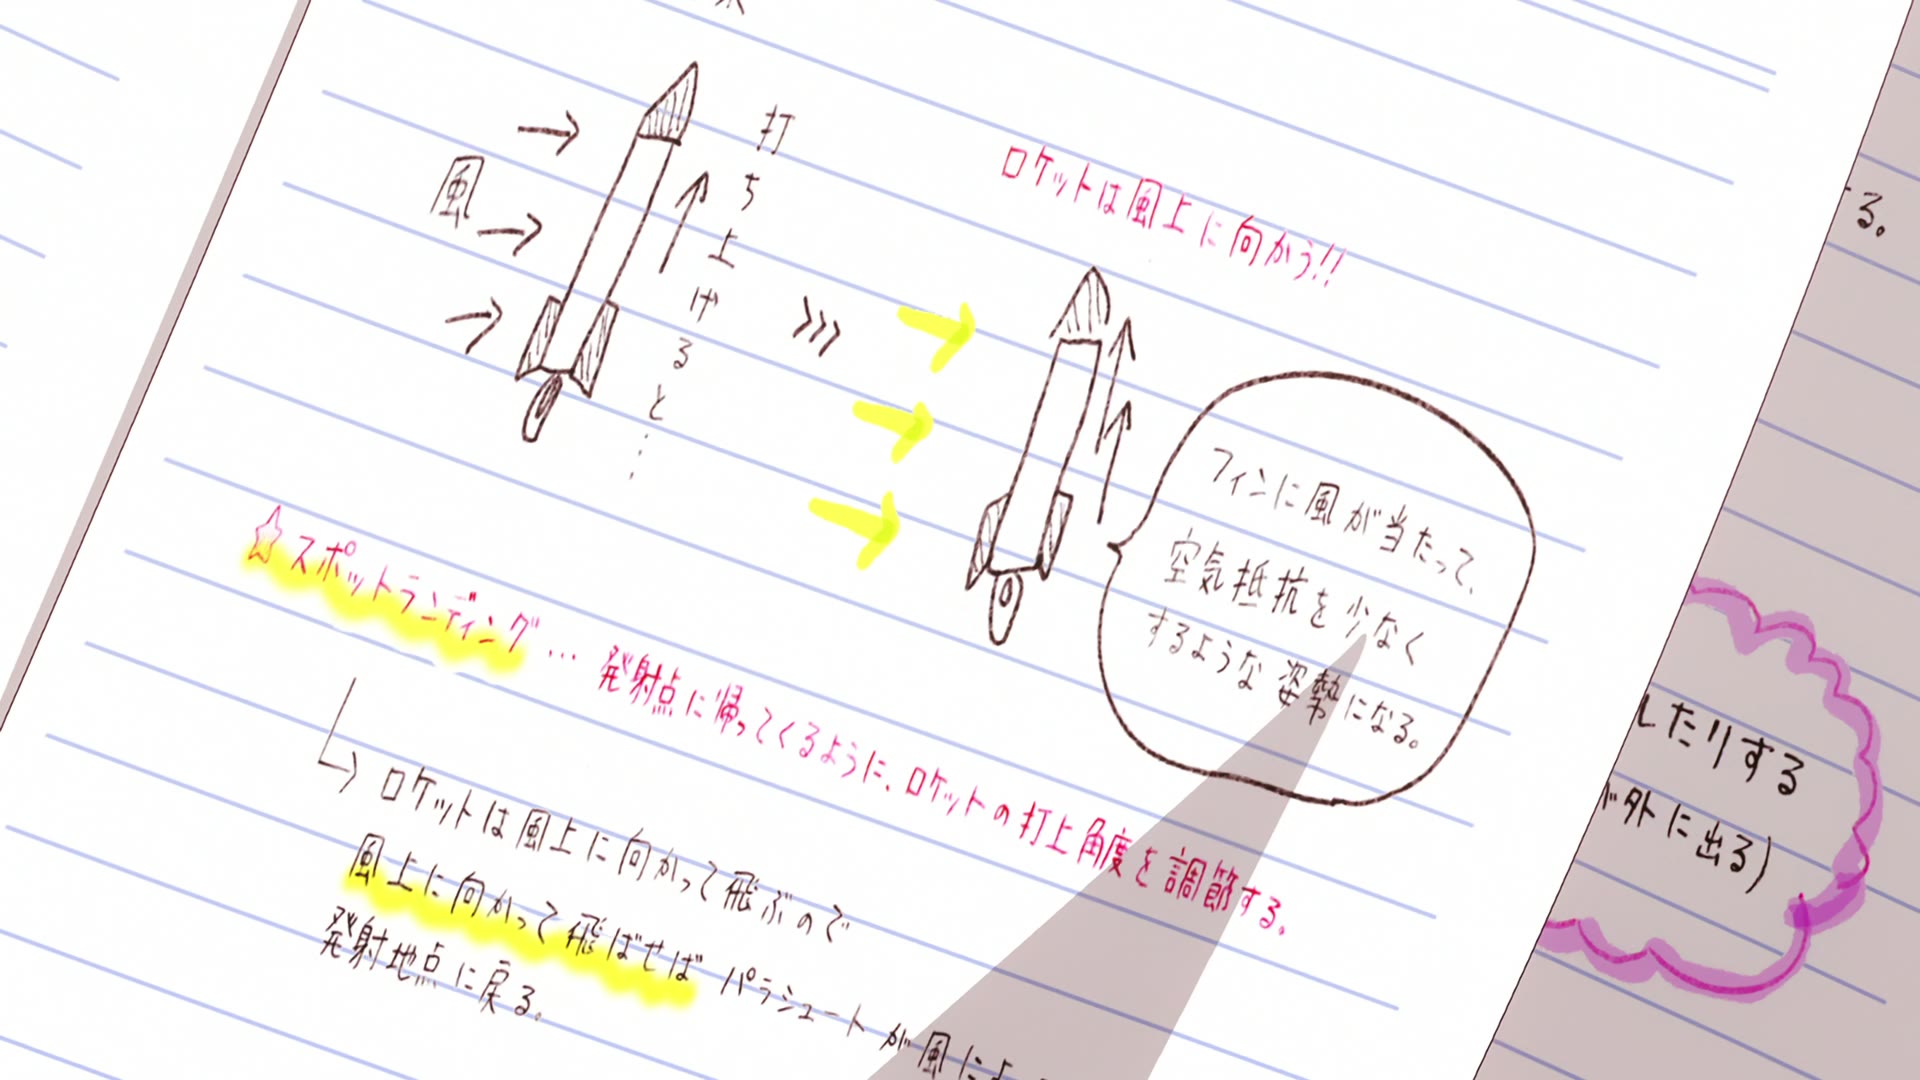 風
打ち上げると…
ロケットは風上に向かう!!
フィンに風が当たって、
空気抵抗を少なく
するような姿勢になる。
☆スポットランディング… 発射点に帰ってくるように、ロケットの打上角度を調節する。
ロケットは風上に向かって飛ぶので
風上に向かって飛ばせば パラシュートが風に
発射地点に戻る。
る。
したりする
外に出る)